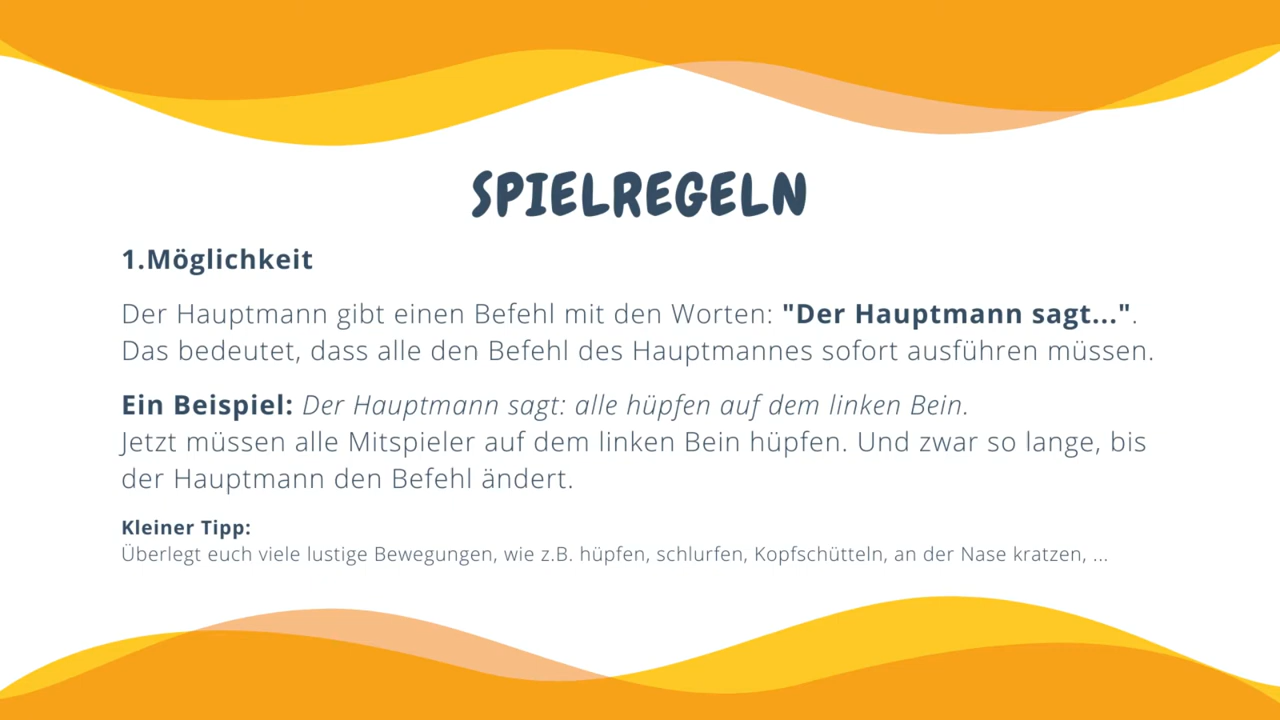 SPIELREGELN
1.Möglichkeit
Der Hauptmann gibt einen Befehl mit den Worten: "Der Hauptmann sagt...".
Das bedeutet, dass alle den Befehl des Hauptmannes sofort ausführen müssen.
Ein Beispiel: Der Hauptmann sagt: alle hüpfen auf dem linken Bein.
Jetzt müssen alle Mitspieler auf dem linken Bein hüpfen. Und zwar so lange, bis
der Hauptmann den Befehl ändert.
Kleiner Tipp:
Überlegt euch viele lustige Bewegungen, wie z.B. hüpfen, schlurfen, Kopfschütteln, an der Nase kratzen, ...